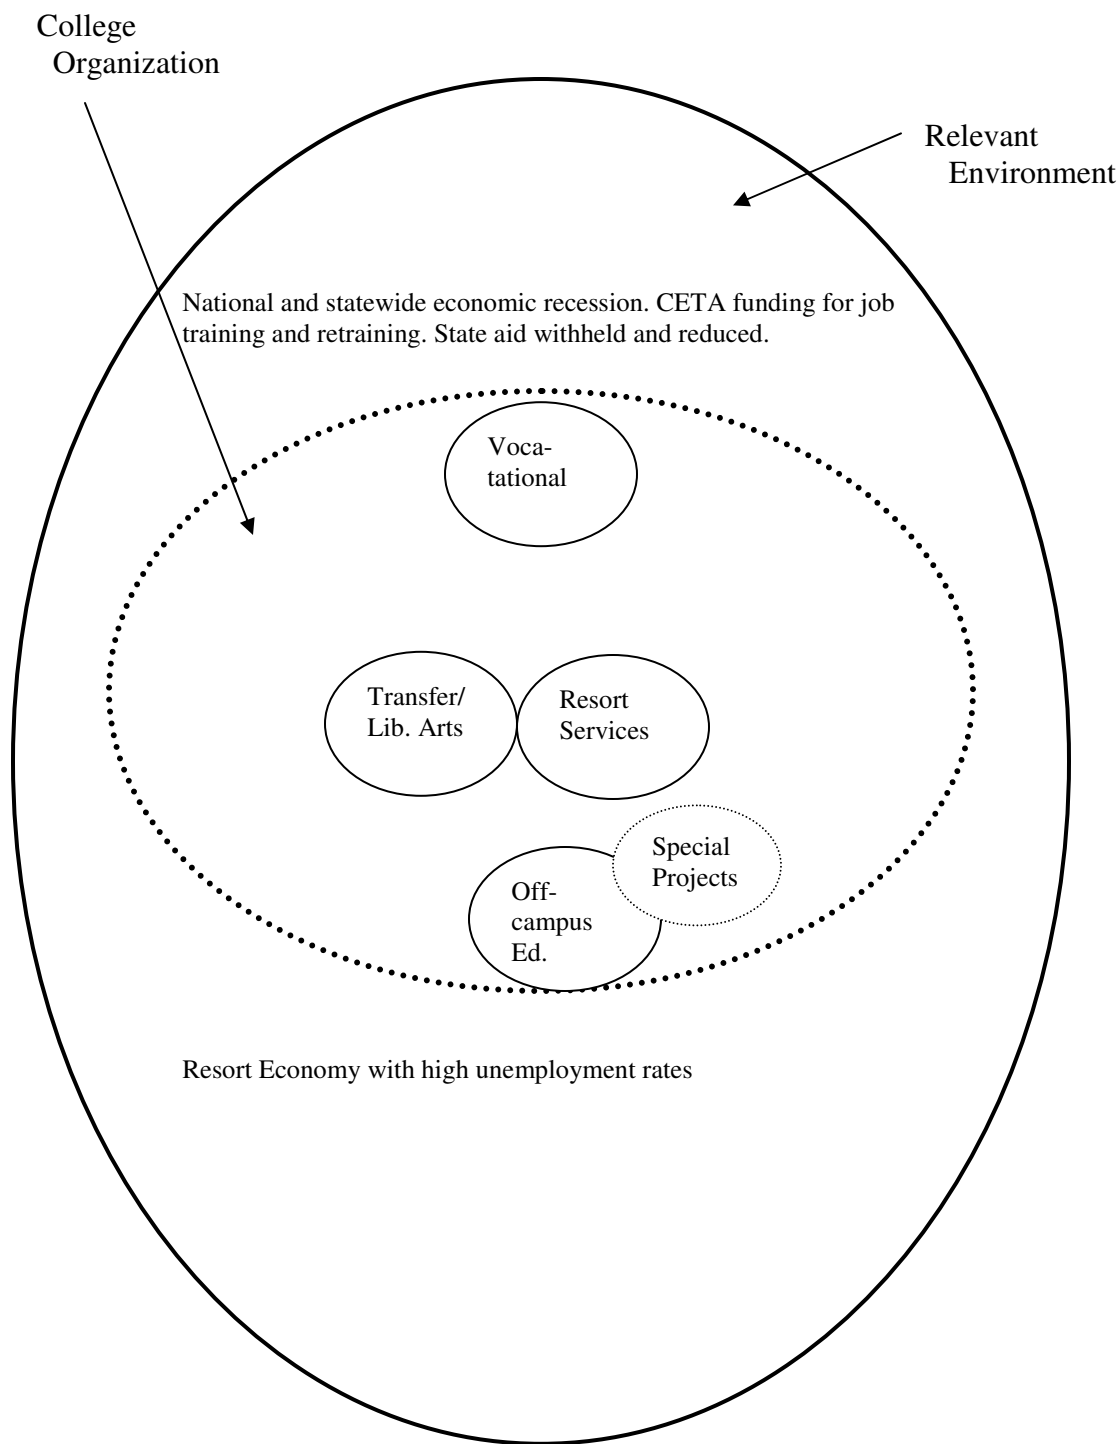 College
Organization
Relevant
Environment
National and statewide economic recession. CETA funding for job
training and retraining. State aid withheld and reduced.
Voca-
tational
Transfer/
Lib. Arts
Resort
Services
Special
Projects
Off-
campus
Ed.
Resort Economy with high unemployment rates